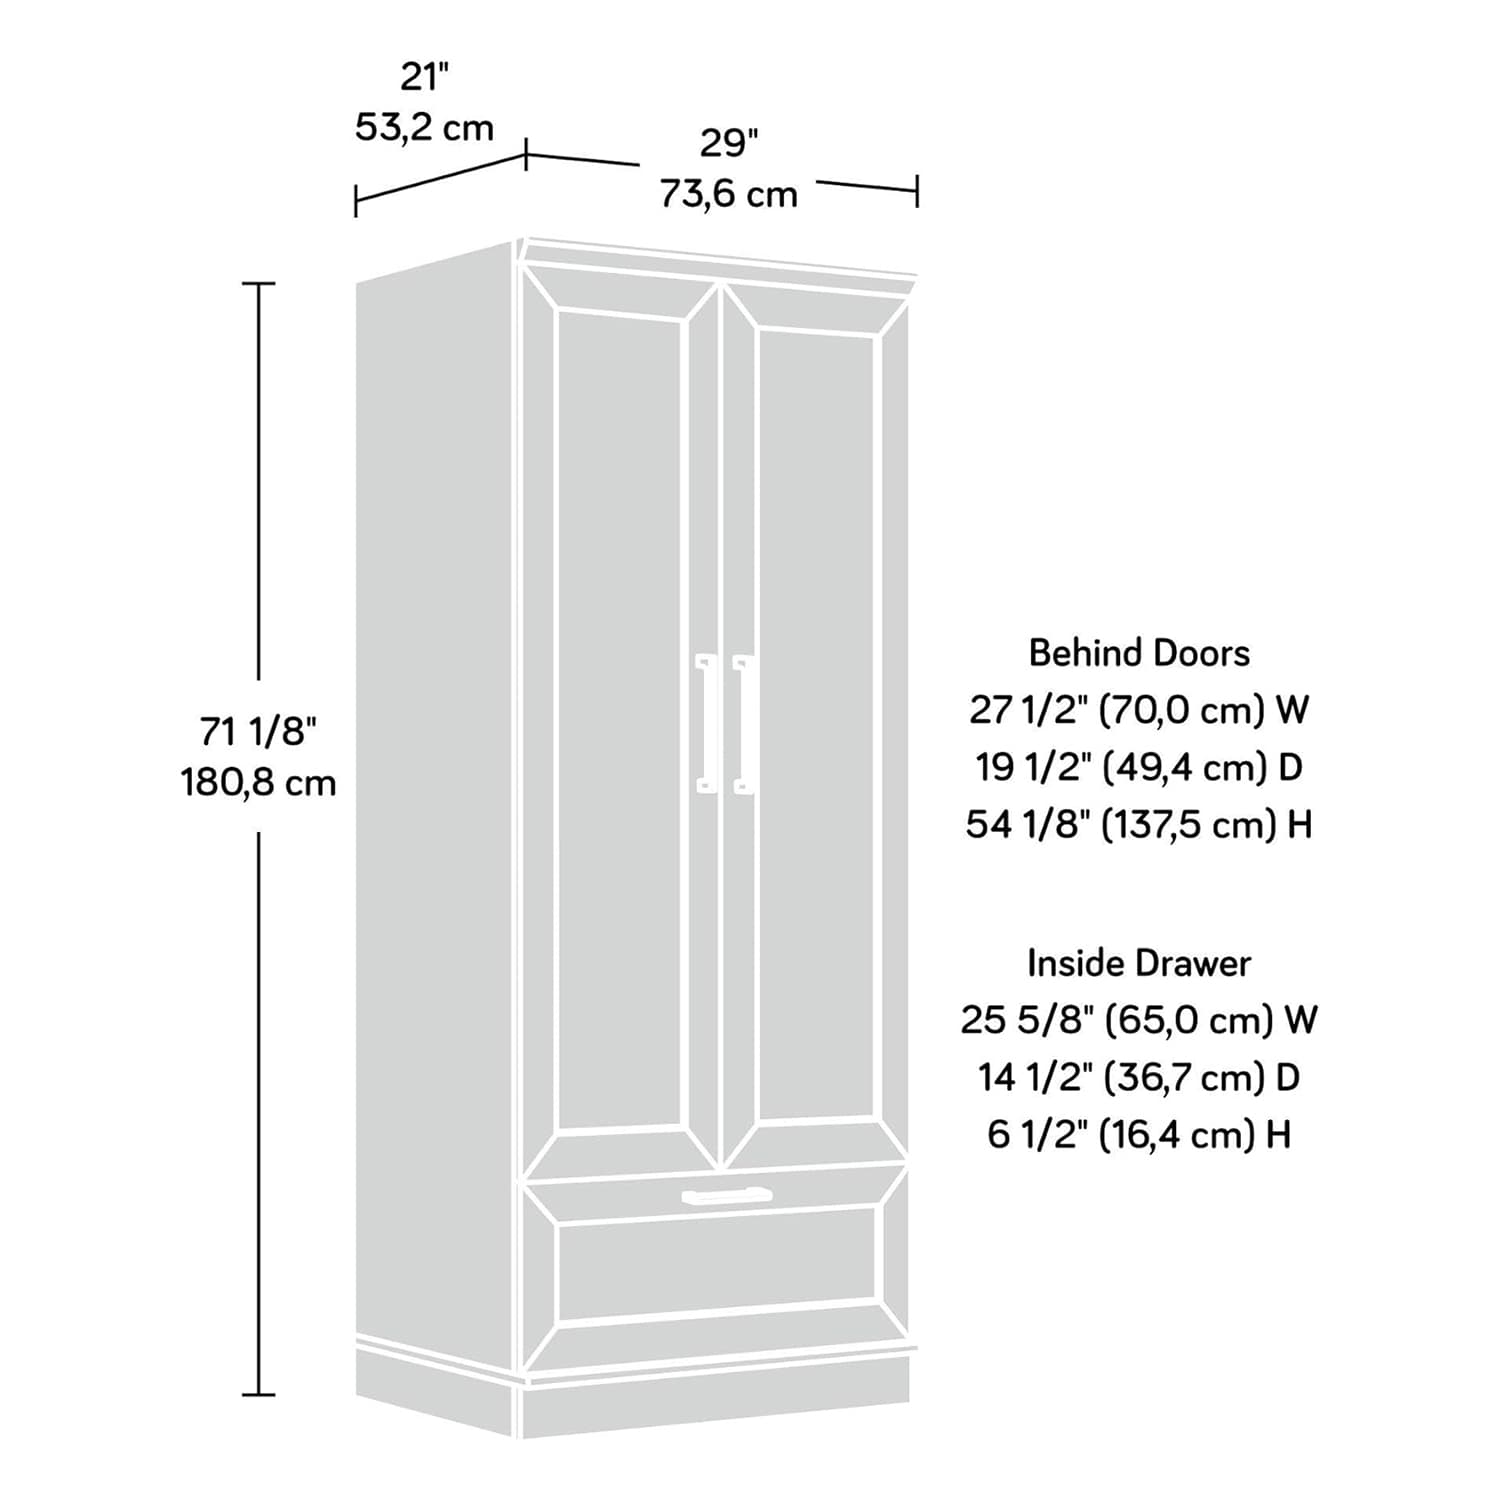 21"
53,2 cm
29"
73,6 cm
71 1/8"
180,8 cm
Behind Doors
27 1/2" (70,0 cm) W
19 1/2" (49,4 cm) D
54 1/8" (137,5 cm) H
Inside Drawer
25 5/8" (65,0 cm) W
14 1/2" (36,7 cm) D
6 1/2" (16,4 cm) H